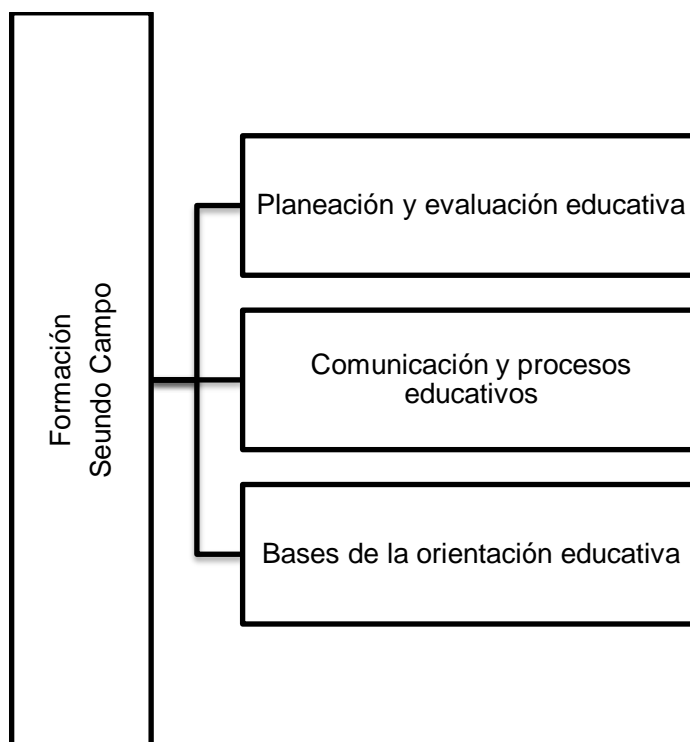 Formación
Seundo Campo
Planeación y evaluación educativa
Comunicación y procesos
educativos
Bases de la orientación educativa